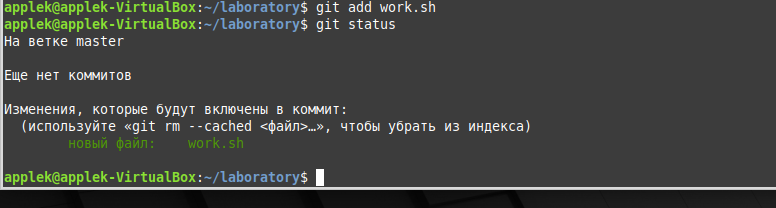 applek@applek-VirtualBox:~/laboratory$ git add work.sh
applek@applek-VirtualBox:~/laboratory$ git status
На ветке master
Еще нет коммитов
Изменения, которые будут включены в коммит:
(используйте «git rm --cached <файл>…», чтобы убрать из индекса)
новый файл:    work.sh
applek@applek-VirtualBox:~/laboratory$